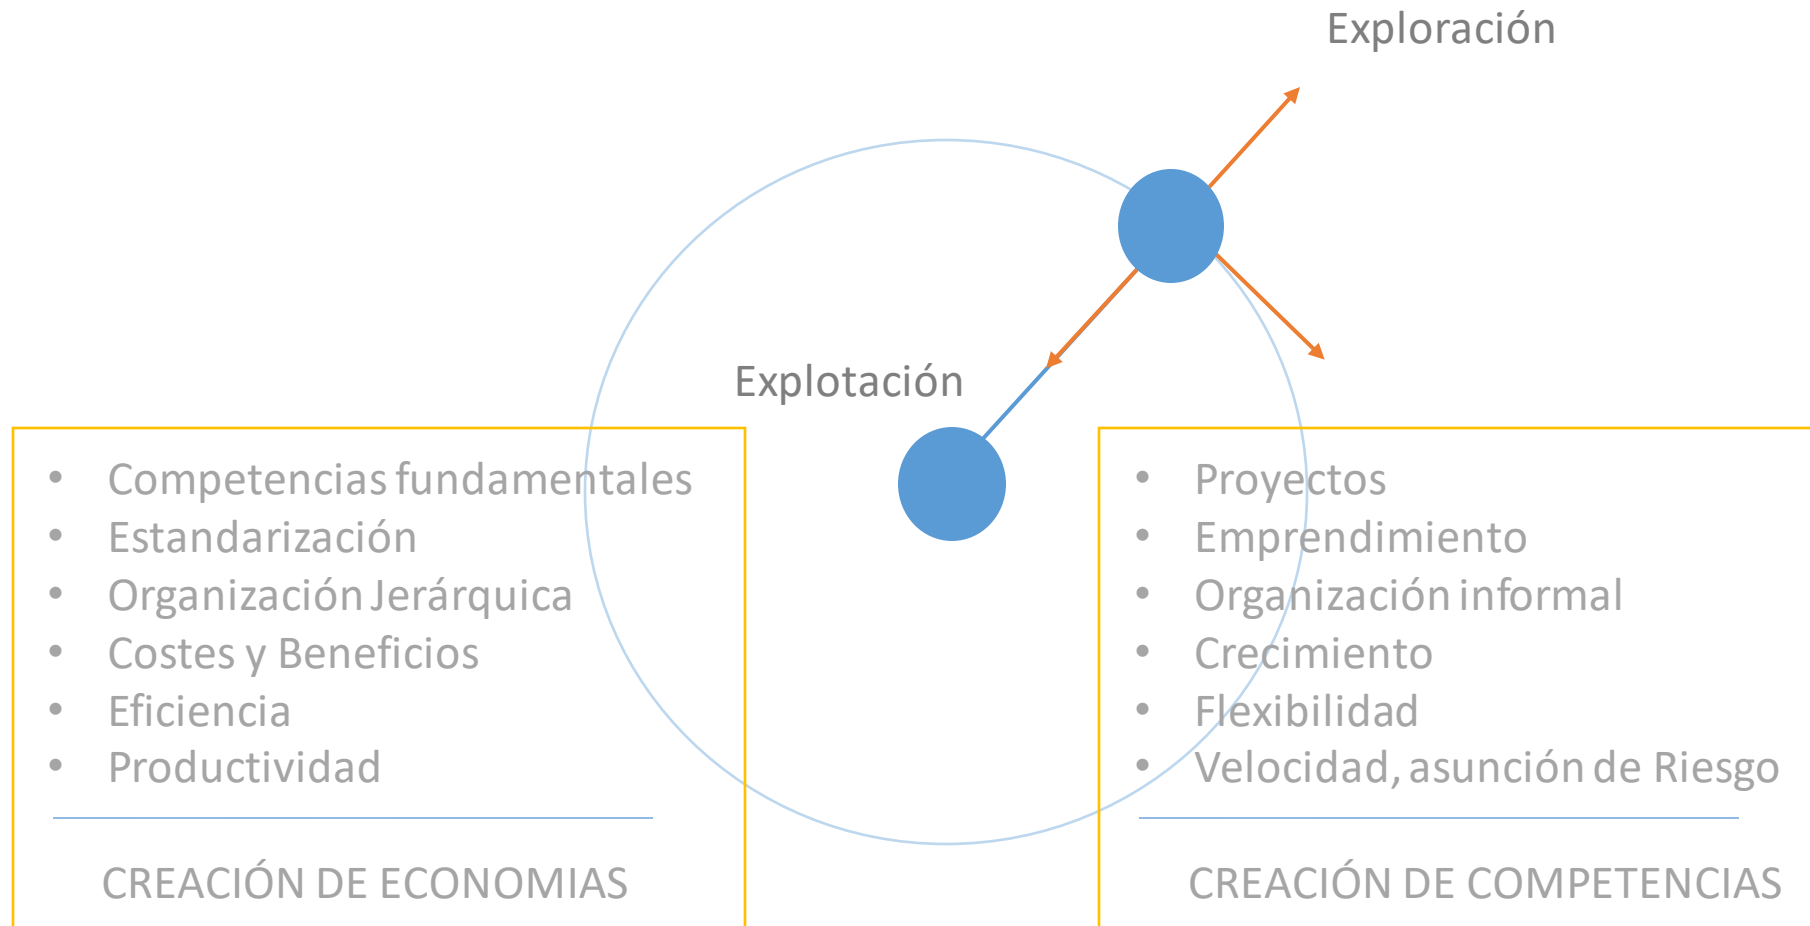 Exploración
Explotación
• Competencias fundamentales
• Estandarización
• Organización Jerárquica
• Costes y Beneficios
• Eficiencia
• Productividad
CREACIÓN DE ECONOMIAS
• Proyectos
• Emprendimiento
• Organización informal
• Crecimiento
• Flexibilidad
• Velocidad, asunción de Riesgo
CREACIÓN DE COMPETENCIAS